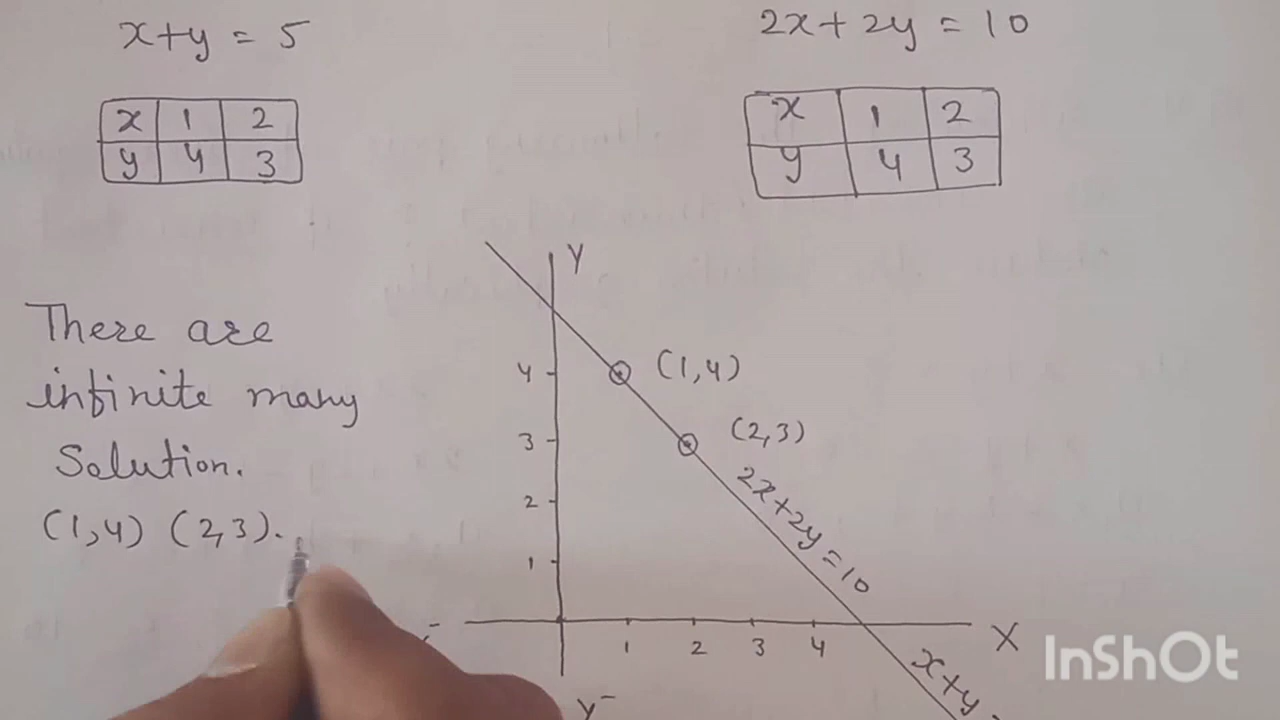 x+y = 5
2x+2y = 10
x 1 2
y 4 3
x 1 2
y 4 3
There are
infinite many
Solution.
(1,4) (2,3).
Y
4
3
2
1
(1,4)
(2,3)
2x+2y=10
1 2 3 4
X
x+y
Y⁻
InShOt